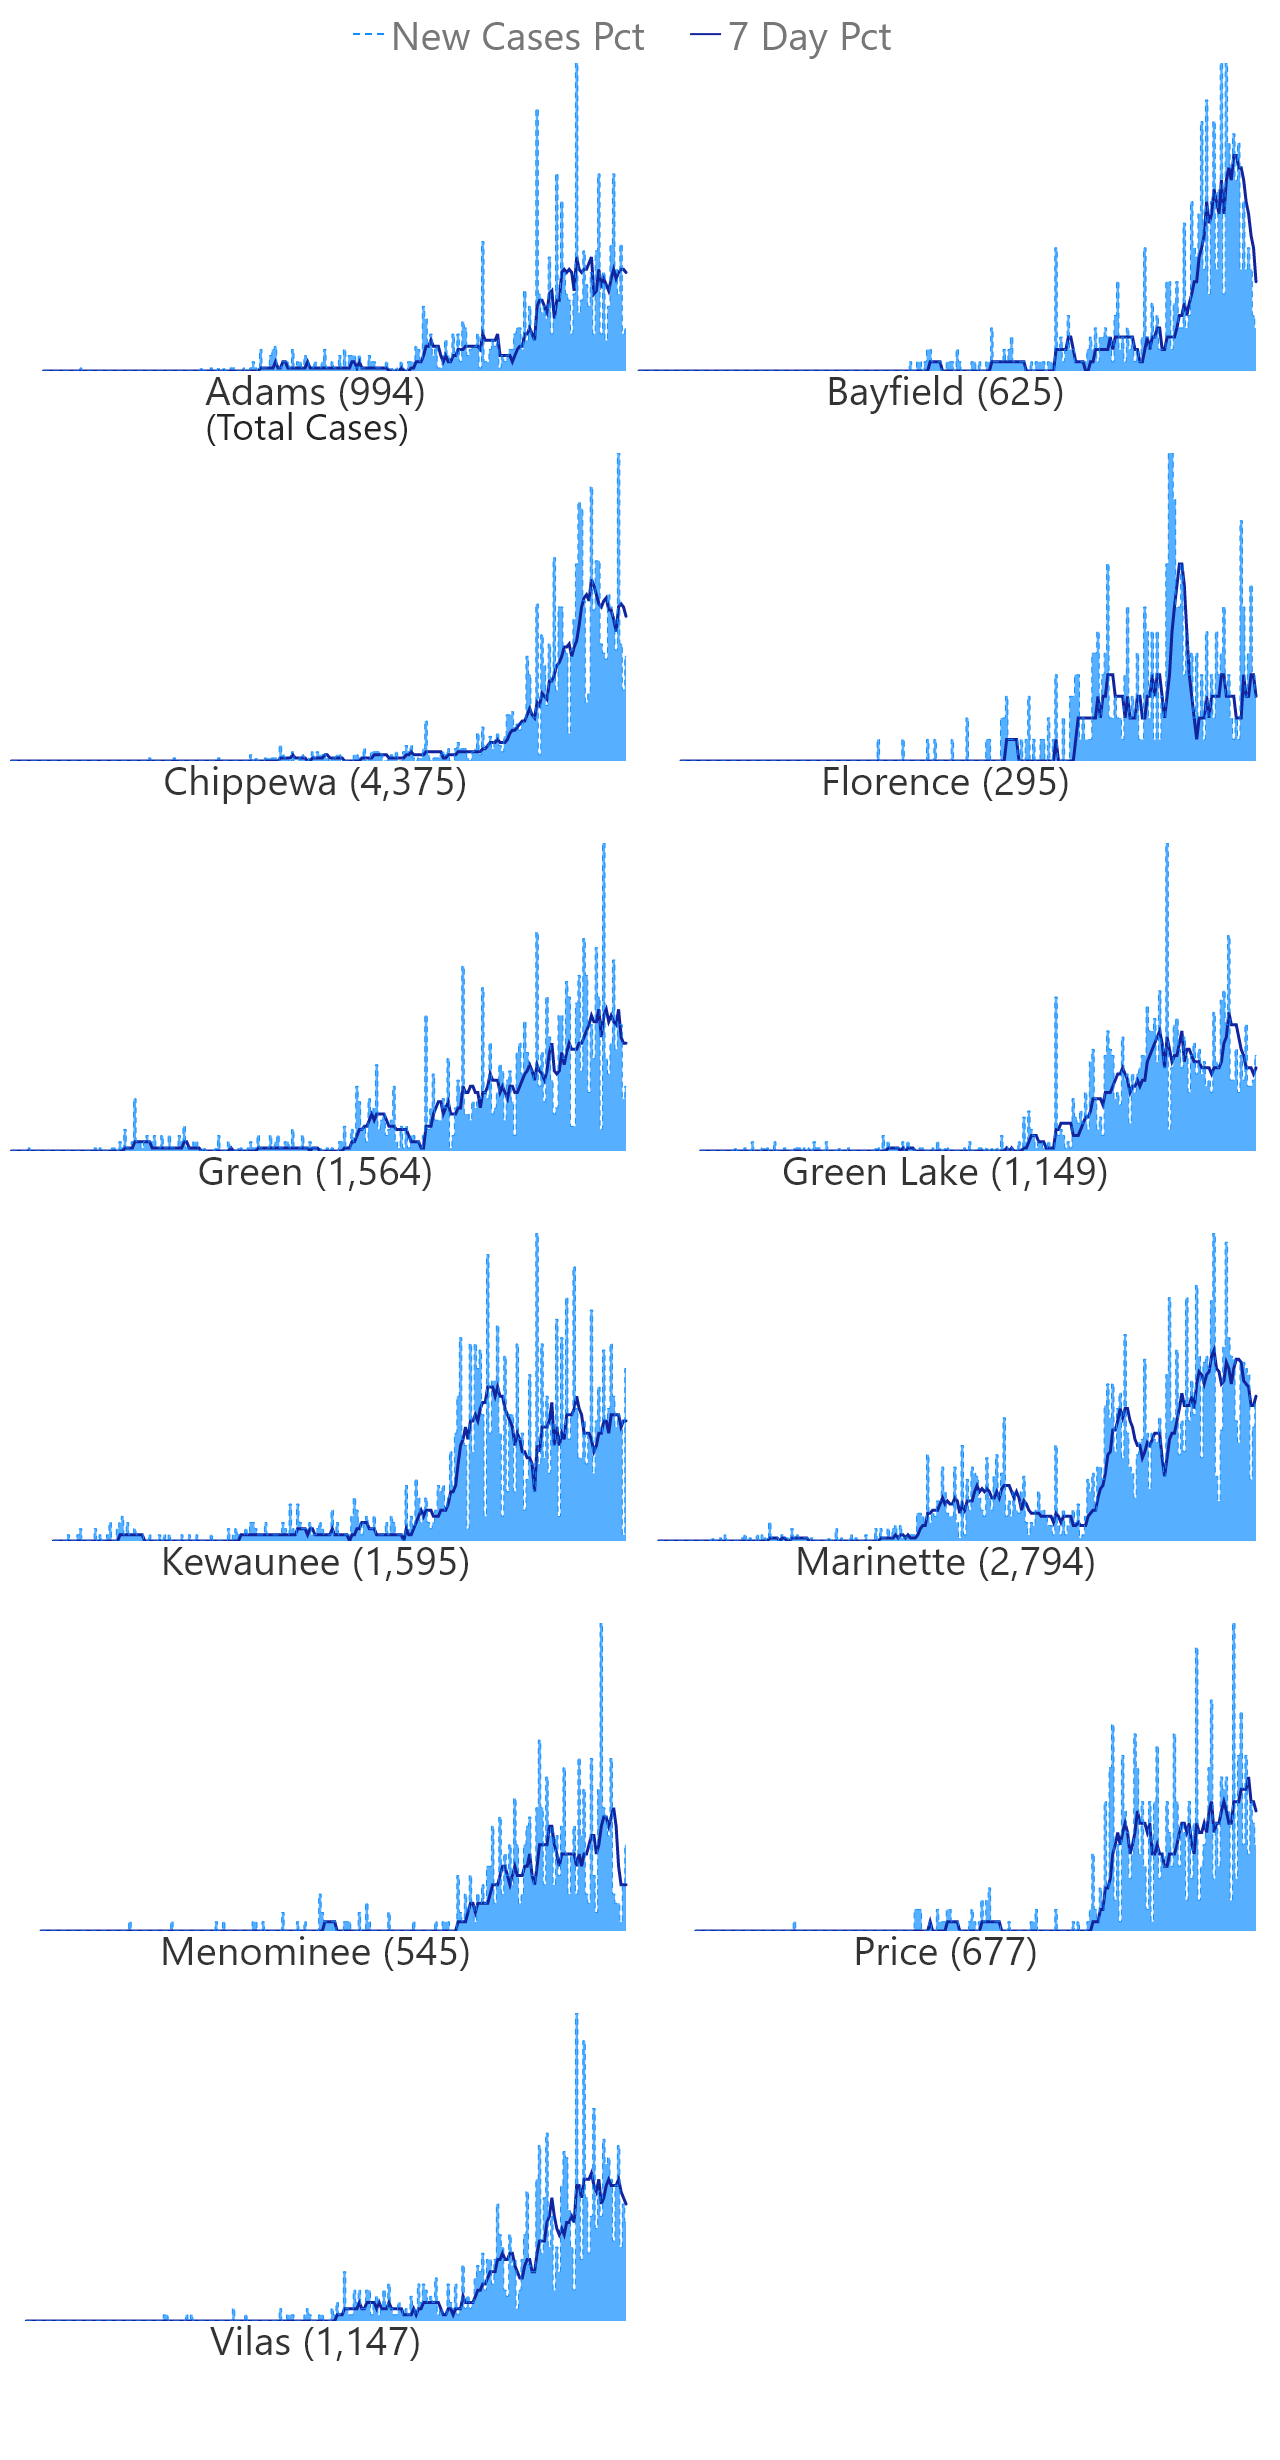 New Cases Pct 7 Day Pct
Adams (994)
(Total Cases)
Bayfield (625)
Chippewa (4,375)
Florence (295)
Green (1,564)
Green Lake (1,149)
Kewaunee (1,595)
Marinette (2,794)
Menominee (545)
Price (677)
Vilas (1,147)